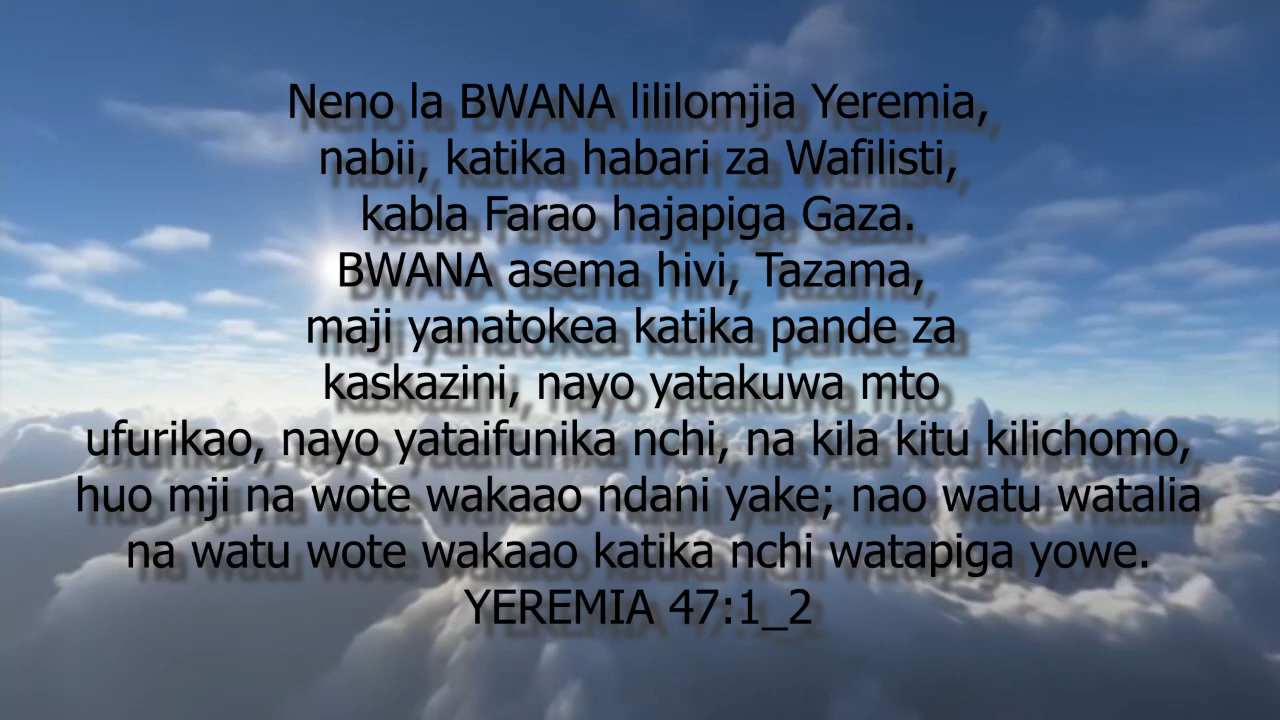 Neno la BWANA lililomjia Yeremia,
nabii, katika habari za Wafilisti,
kabla Farao hajapiga Gaza.
BWANA asema hivi, Tazama,
maji yanatokea katika pande za
kaskazini, nayo yatakuwa mto
ufurikao, nayo yataifunika nchi, na kila kitu kilichomo,
huo mji na wote wakaao ndani yake; nao watu watalia
na watu wote wakaao katika nchi watapiga yowe.
YEREMIA 47:1_2